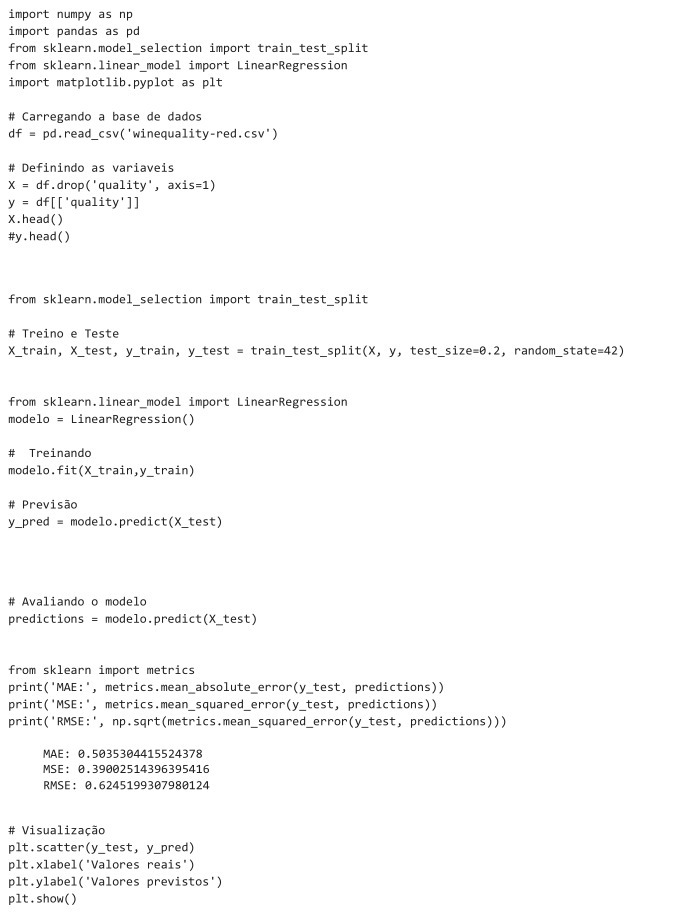 import numpy as np
import pandas as pd
from sklearn.model_selection import train_test_split
from sklearn.linear_model import LinearRegression
import matplotlib.pyplot as plt
# Carregando a base de dados
df = pd.read_csv('winequality-red.csv')
# Definindo as variaveis
X = df.drop('quality', axis=1)
y = df[['quality']]
X.head()
#y.head()
from sklearn.model_selection import train_test_split
# Treino e Teste
X_train, X_test, y_train, y_test = train_test_split(X, y, test_size=0.2, random_state=42)
from sklearn.linear_model import LinearRegression
modelo = LinearRegression()
#  Treinando
modelo.fit(X_train,y_train)
# Previsão
y_pred = modelo.predict(X_test)
# Avaliando o modelo
predictions = modelo.predict(X_test)
from sklearn import metrics
print('MAE:', metrics.mean_absolute_error(y_test, predictions))
print('MSE:', metrics.mean_squared_error(y_test, predictions))
print('RMSE:', np.sqrt(metrics.mean_squared_error(y_test, predictions)))
MAE: 0.5035304415524378
MSE: 0.39002514396395416
RMSE: 0.6245199307980124
# Visualização
plt.scatter(y_test, y_pred)
plt.xlabel('Valores reais')
plt.ylabel('Valores previstos')
plt.show()